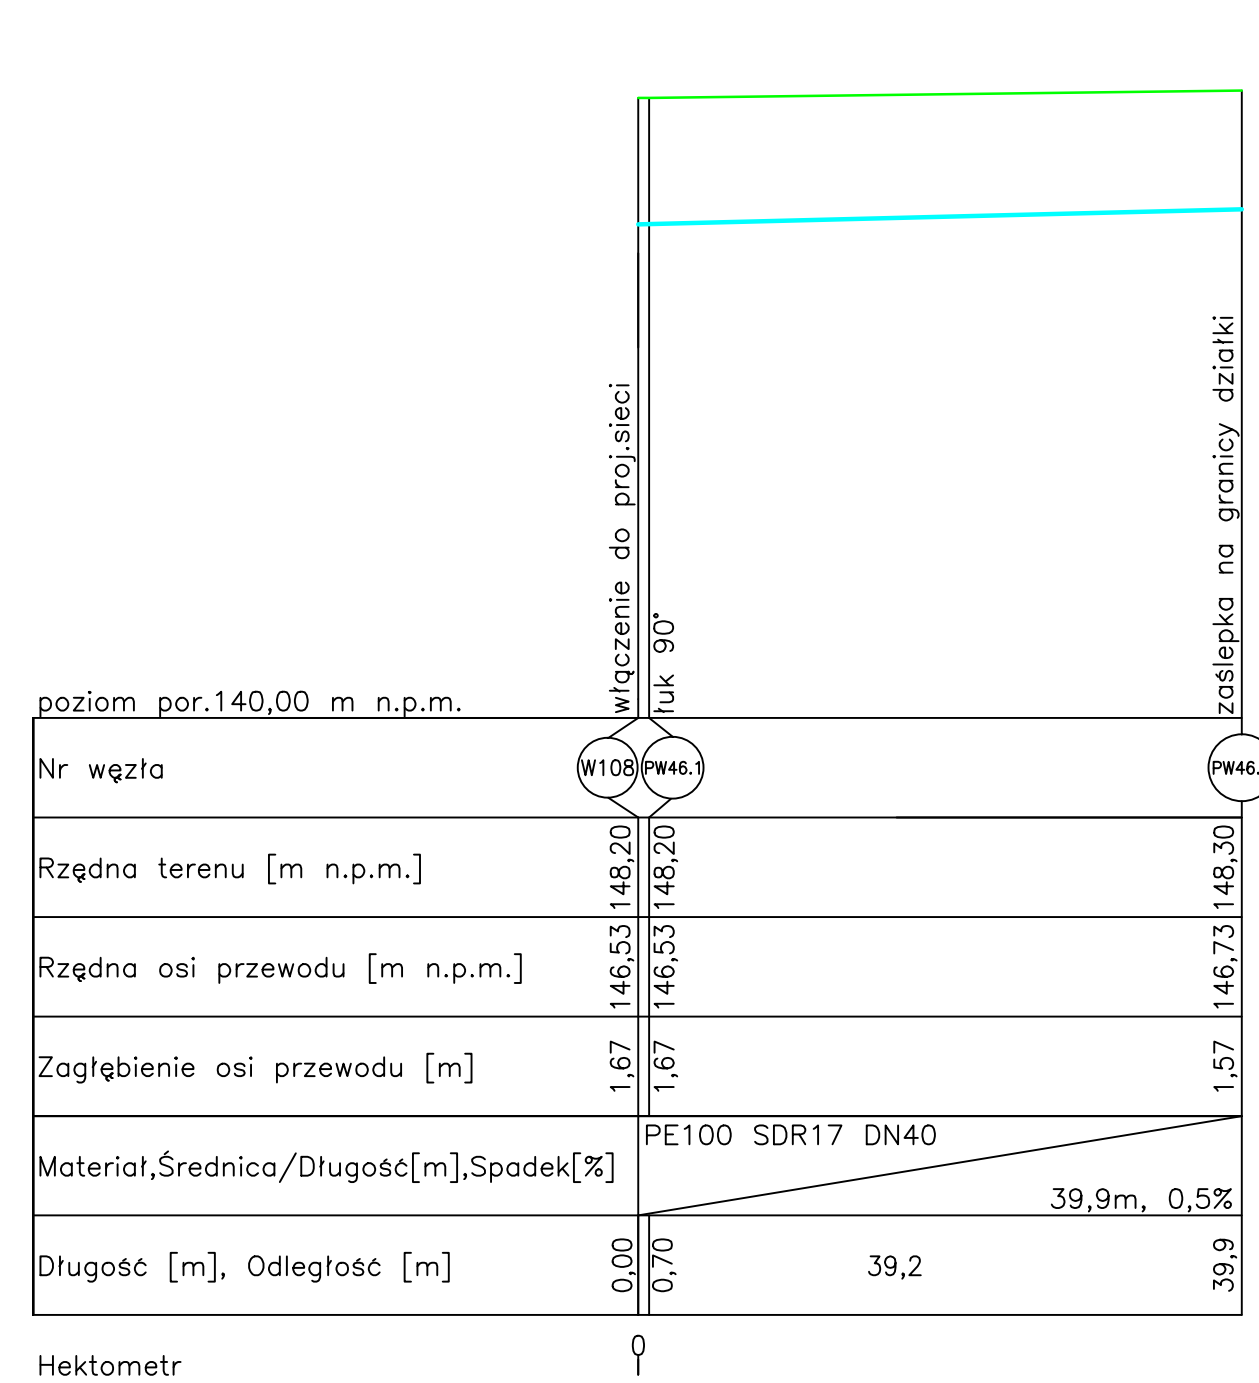 włączenie do proj.sieci
łuk 90°
zaślepka na granicy działki
poziom por.140,00 m n.p.m.
Nr węzła W108 PW46.1 PW46.
Rzędna terenu [m n.p.m.] 148,20 148,20 148,30
Rzędna osi przewodu [m n.p.m.] 146,53 146,53 146,73
Zagłębienie osi przewodu [m] 1,67 1,67 1,57
PE100 SDR17 DN40
Materiał,Średnica/Długość[m],Spadek[%]
39,9m, 0,5%
Długość [m], Odległość [m] 0,00 0,70 39,2 39,9
0
Hektometr